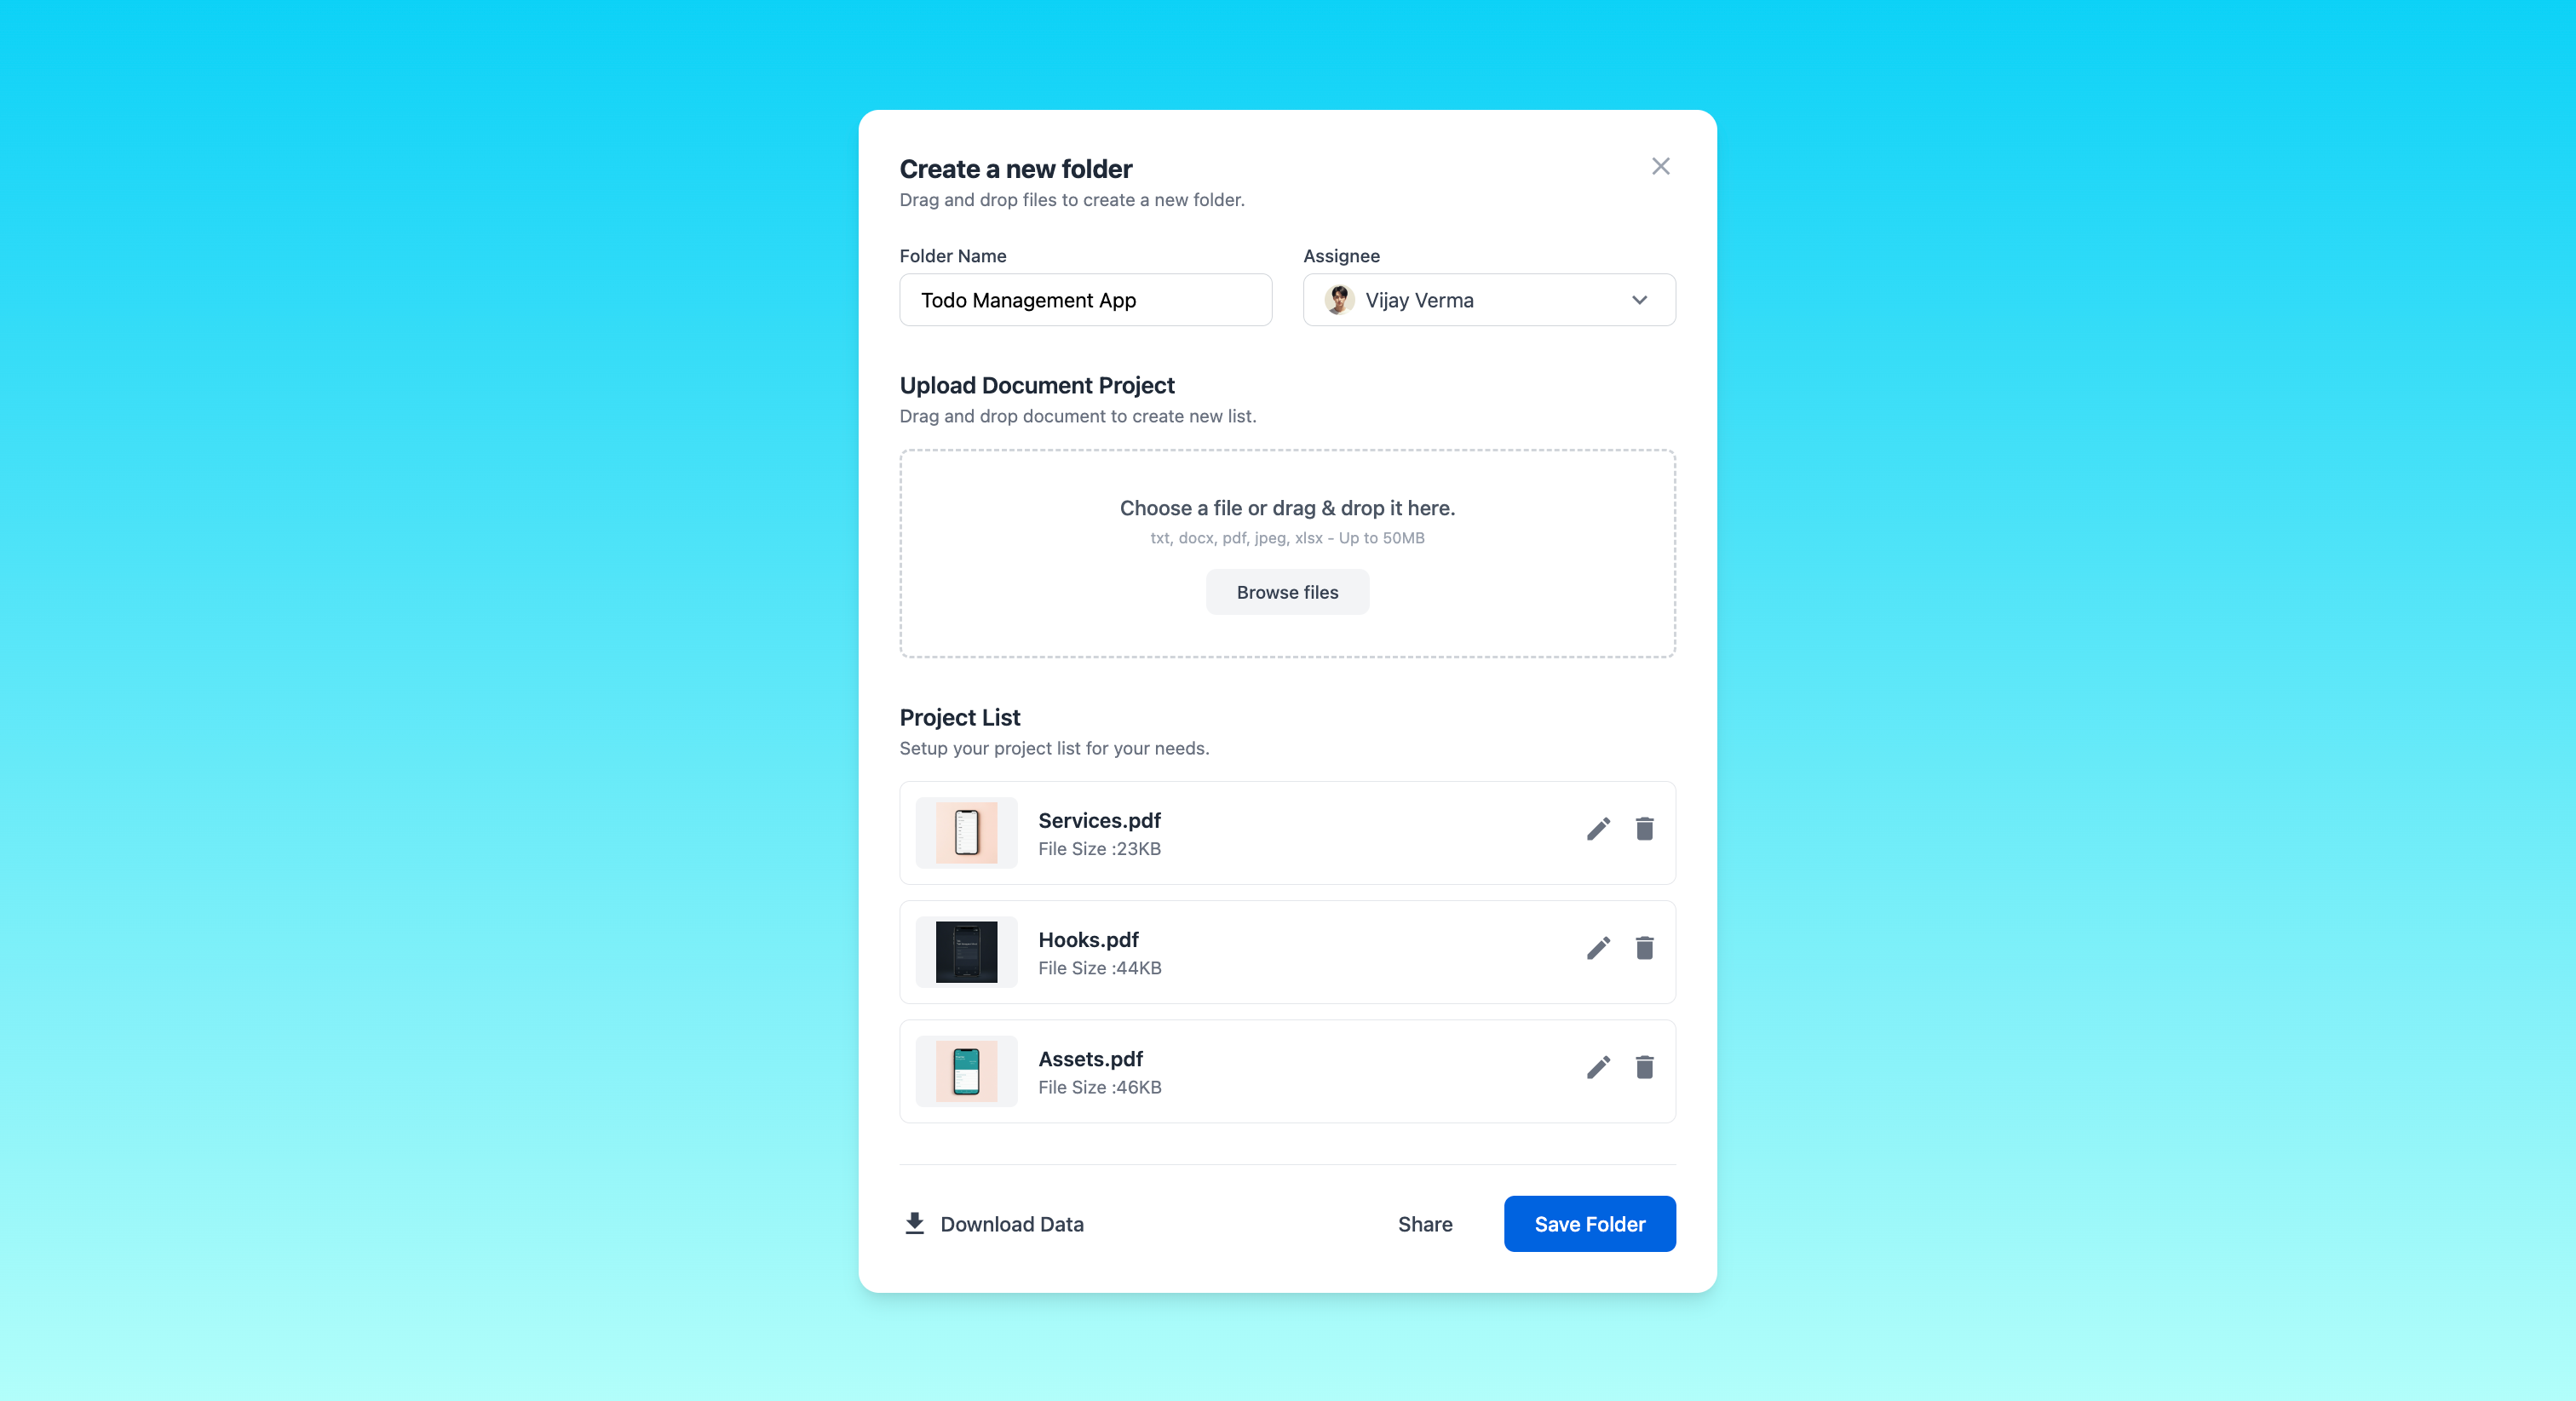 Create a new folder
Drag and drop files to create a new folder.
Folder Name
Assignee
Todo Management App
Vijay Verma
Upload Document Project
Drag and drop document to create new list.
Choose a file or drag & drop it here.
txt, docx, pdf, jpeg, xlsx - Up to 50MB
Browse files
Project List
Setup your project list for your needs.
Services.pdf
File Size :23KB
Hooks.pdf
File Size :44KB
Assets.pdf
File Size :46KB
Download Data
Share
Save Folder